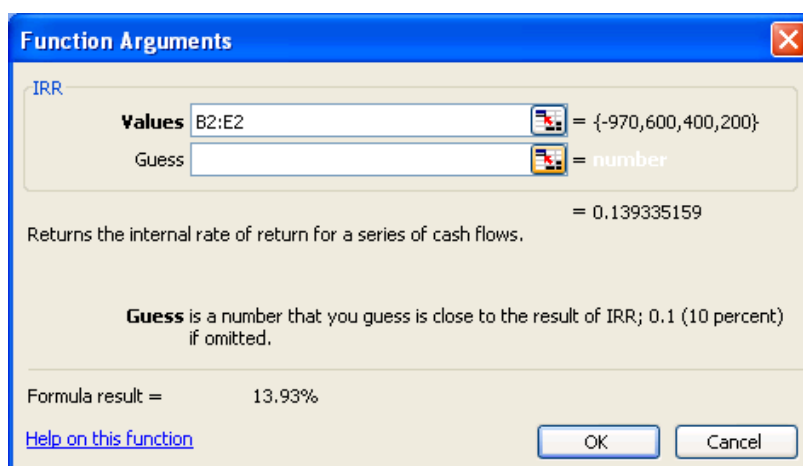 Function Arguments
IRR
Values B2:E2 = {-970,600,400,200}
Guess = number
= 0.139335159
Returns the internal rate of return for a series of cash flows.
Guess is a number that you guess is close to the result of IRR; 0.1 (10 percent)
if omitted.
Formula result = 13.93%
Help on this function OK Cancel